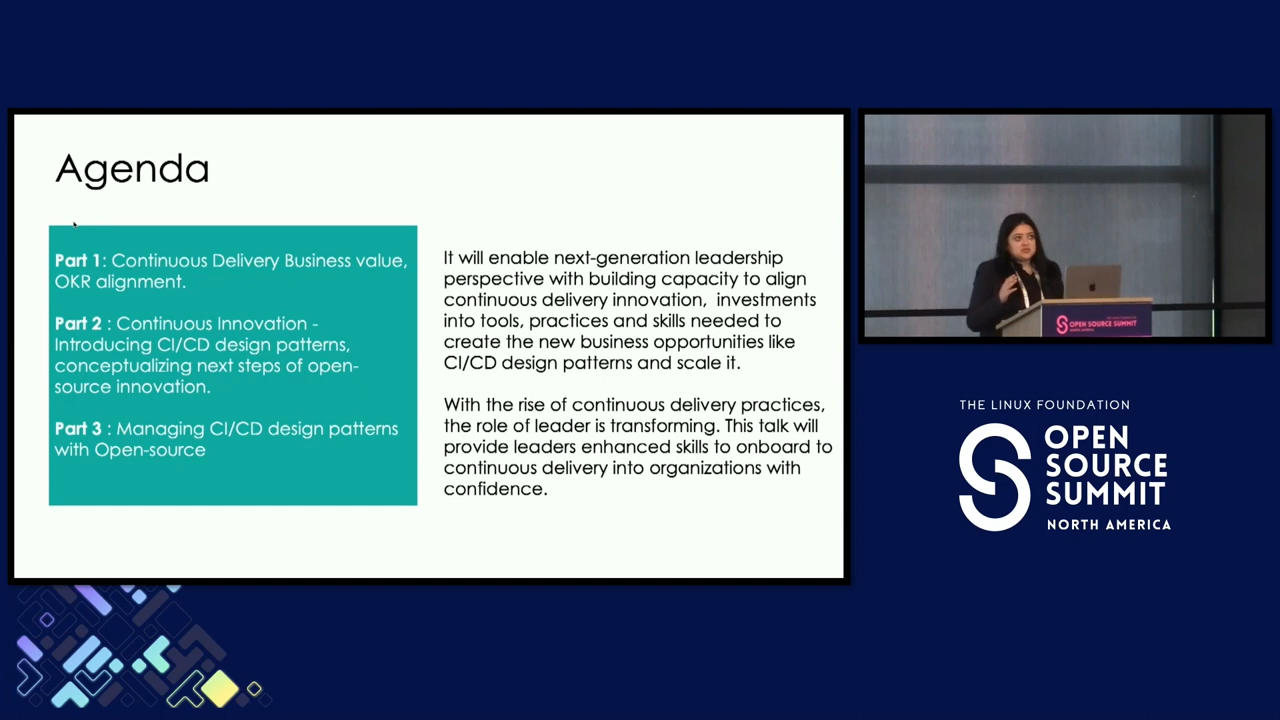 Agenda
Part 1: Continuous Delivery Business value,
OKR alignment.
Part 2 : Continuous Innovation -
Introducing CI/CD design patterns,
conceptualizing next steps of open-
source innovation.
Part 3 : Managing CI/CD design patterns
with Open-source
It will enable next-generation leadership
perspective with building capacity to align
continuous delivery innovation,  investments
into tools, practices and skills needed to
create the new business opportunities like
CI/CD design patterns and scale it.
With the rise of continuous delivery practices,
the role of leader is transforming. This talk will
provide leaders enhanced skills to onboard to
continuous delivery into organizations with
confidence.
OPEN SOURCE SUMMIT
THE LINUX FOUNDATION
OPEN
SOURCE
SUMMIT
NORTH AMERICA